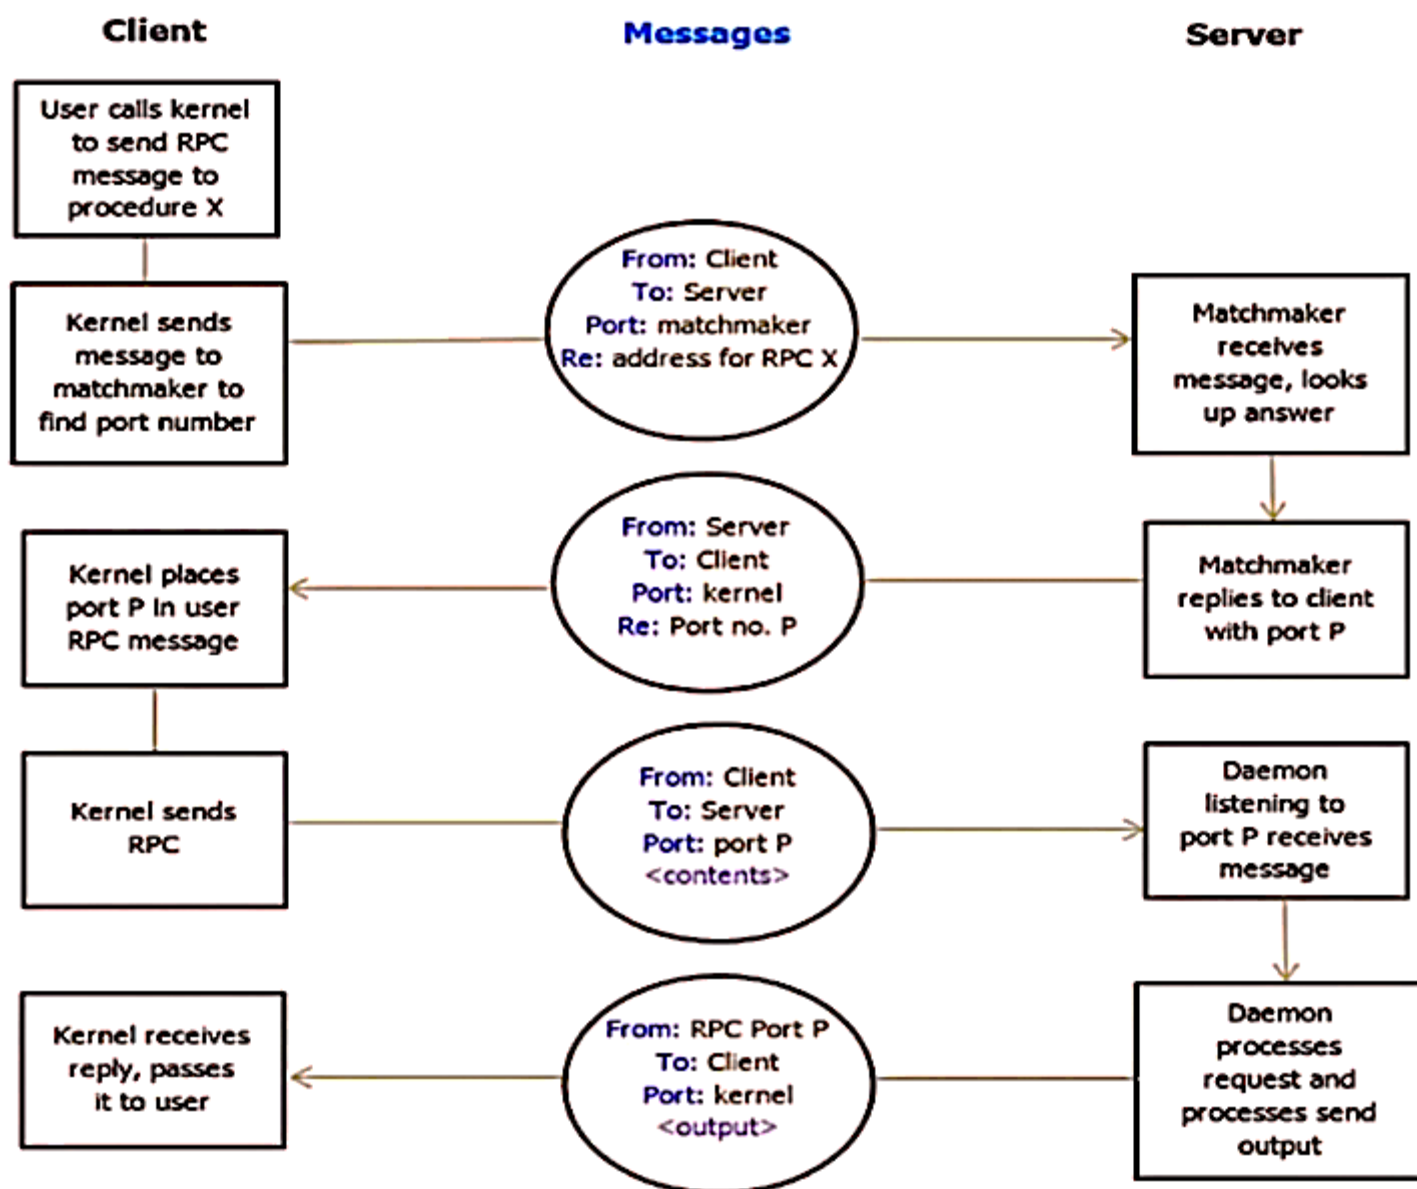 Client
Messages
Server
User calls kernel
to send RPC
message to
procedure X
Kernel sends
message to
matchmaker to
find port number
From: Client
To: Server
Port: matchmaker
Re: address for RPC X
Matchmaker
receives
message, looks
up answer
Kernel places
port P in user
RPC message
From: Server
To: Client
Port: kernel
Re: Port no. P
Matchmaker
replies to client
with port P
Kernel sends
RPC
From: Client
To: Server
Port: port P
<contents>
Daemon
listening to
port P receives
message
Kernel receives
reply, passes
it to user
From: RPC Port P
To: Client
Port: kernel
<output>
Daemon
processes
request and
processes send
output